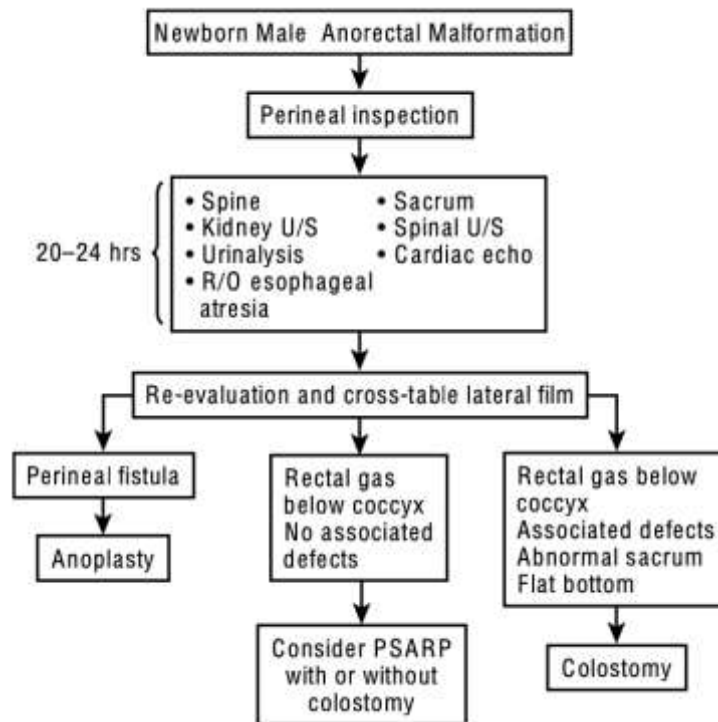 Newborn Male Anorectal Malformation
Perineal inspection
20–24 hrs
• Spine
• Kidney U/S
• Urinalysis
• R/O esophageal
atresia
• Sacrum
• Spinal U/S
• Cardiac echo
Re-evaluation and cross-table lateral film
Perineal fistula
Anoplasty
Rectal gas
below coccyx
No associated
defects
Consider PSARP
with or without
colostomy
Rectal gas below
coccyx
Associated defects
Abnormal sacrum
Flat bottom
Colostomy